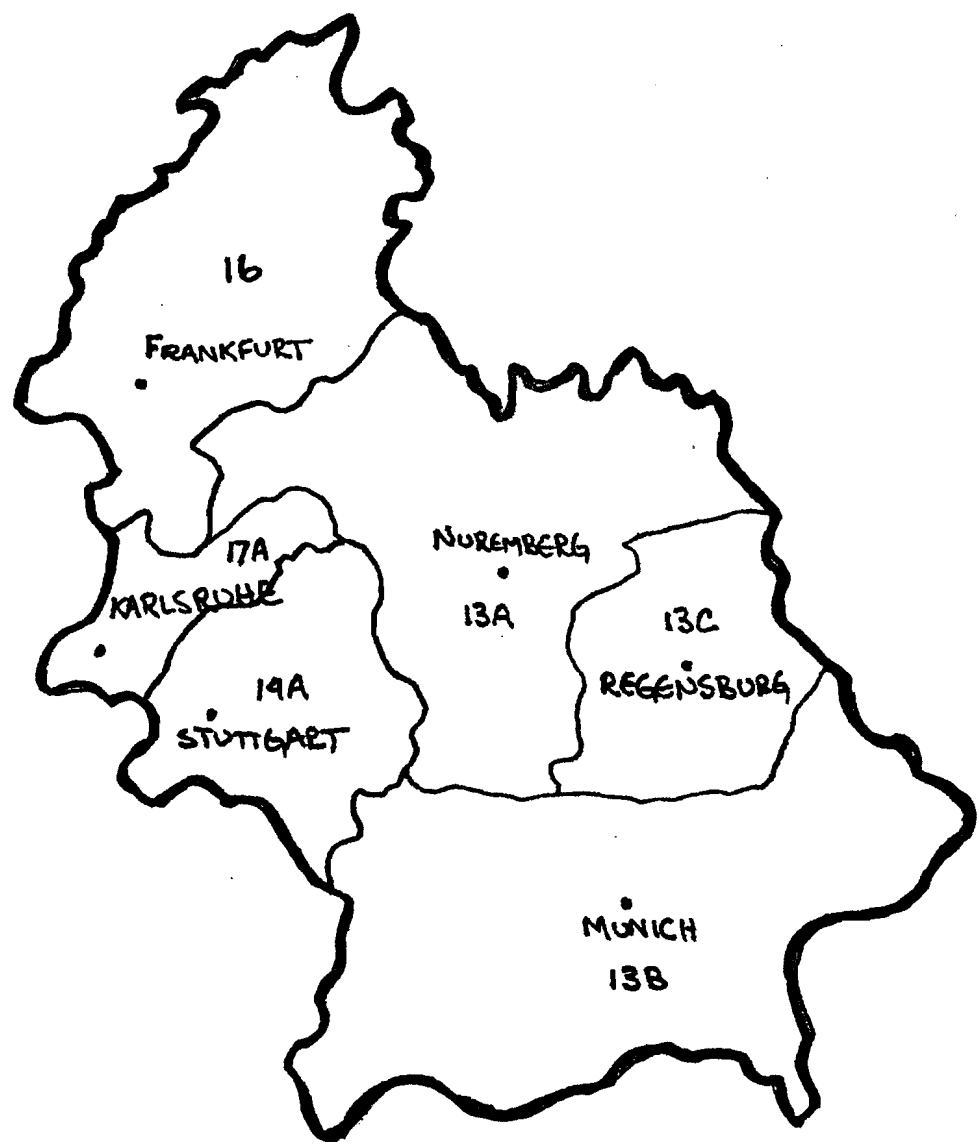 16
FRANKFURT
17A
KARLSRUHE
NUREMBERG
13A
13C
REGENSBURG
14A
STUTTGART
MUNICH
13B